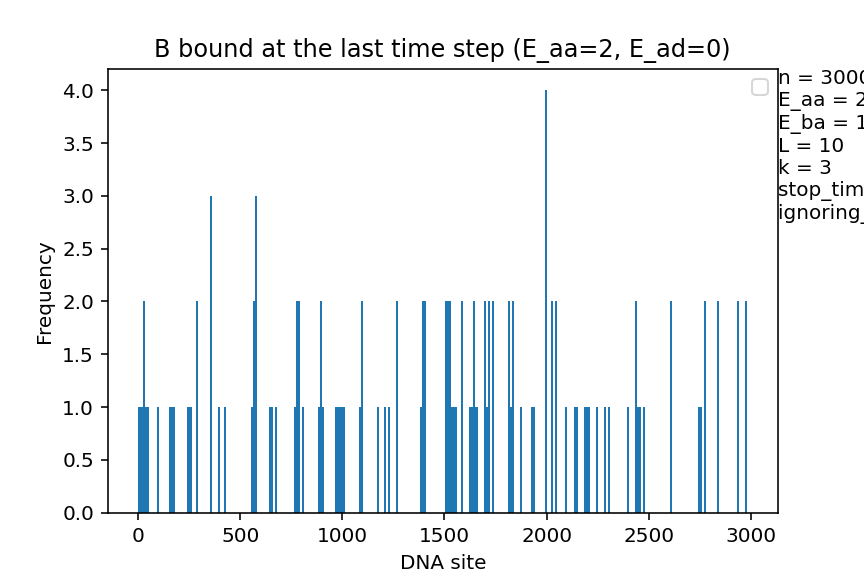 B bound at the last time step (E_aa=2, E_ad=0)
n = 3000
E_aa = 2
E_ba = 1
L = 10
k = 3
stop_tim
ignoring_
Frequency
4.0
3.5
3.0
2.5
2.0
1.5
1.0
0.5
0.0
0 500 1000 1500 2000 2500 3000
DNA site